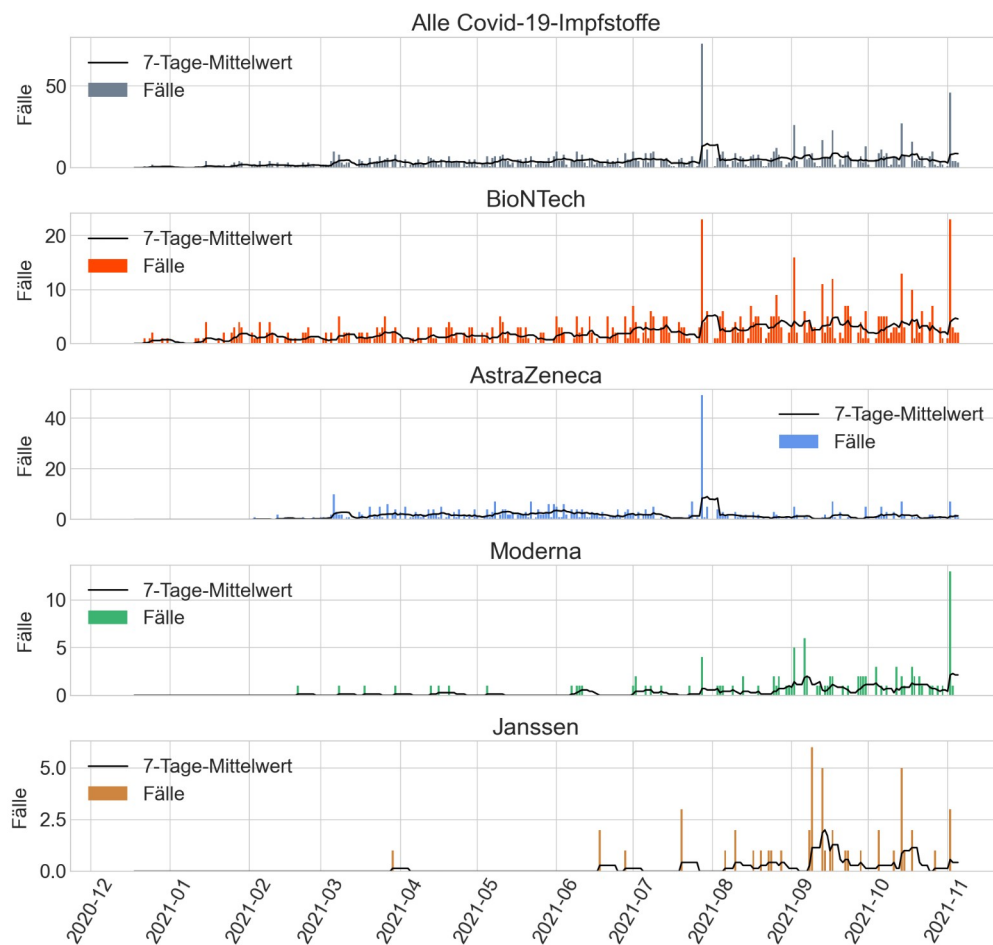 Alle Covid-19-Impfstoffe
7-Tage-Mittelwert
Fälle
Fälle
50
0
BioNTech
7-Tage-Mittelwert
Fälle
Fälle
20
10
0
AstraZeneca
7-Tage-Mittelwert
Fälle
Fälle
40
20
0
Moderna
7-Tage-Mittelwert
Fälle
Fälle
10
5
0
Janssen
7-Tage-Mittelwert
Fälle
Fälle
5.0
2.5
0.0
2020-12
2021-01
2021-02
2021-03
2021-04
2021-05
2021-06
2021-07
2021-08
2021-09
2021-10
2021-11